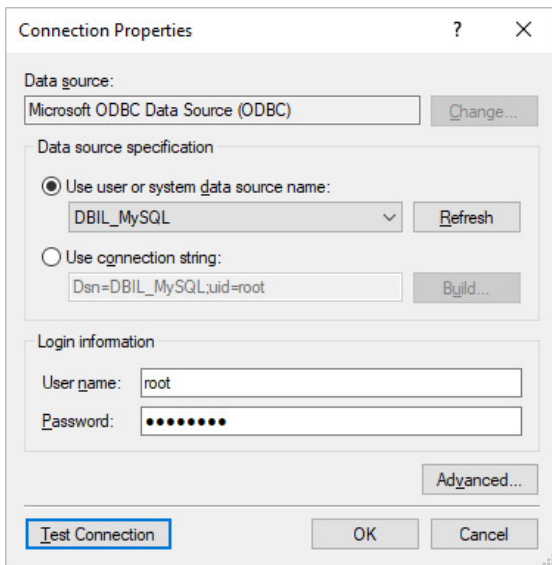 Connection Properties ?
Data source:
Microsoft ODBC Data Source (ODBC) Change...
Data source specification
Use user or system data source name:
DBIL_MySQL Refresh
Use connection string:
Dsn=DBIL_MySQL;uid=root Build...
Login information
User name: root
Password: ●●●●●●●●
Advanced...
Test Connection OK Cancel